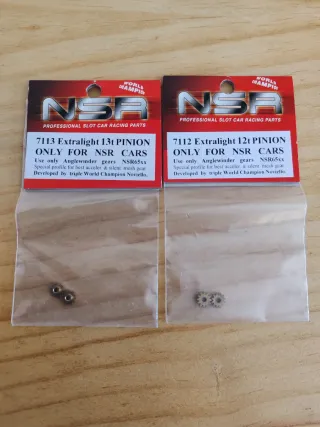 WORLD
CHAMPION
NSR
PROFESSIONAL SLOT CAR RACING PARTS
7113 Extralight 13t PINION
ONLY FOR NSR CARS
Use only Anglewinder gears NSR65xx
Special profile for best acceler. & silent mesh gear.
Developed by triple World Champion Novello.
WORLD
CHAMPION
NSR
PROFESSIONAL SLOT CAR RACING PARTS
7112 Extralight 12t PINION
ONLY FOR NSR CARS
Use only Anglewinder gears NSR65xx
Special profile for best acceler. & silent mesh gear.
Developed by triple World Champion Novello.